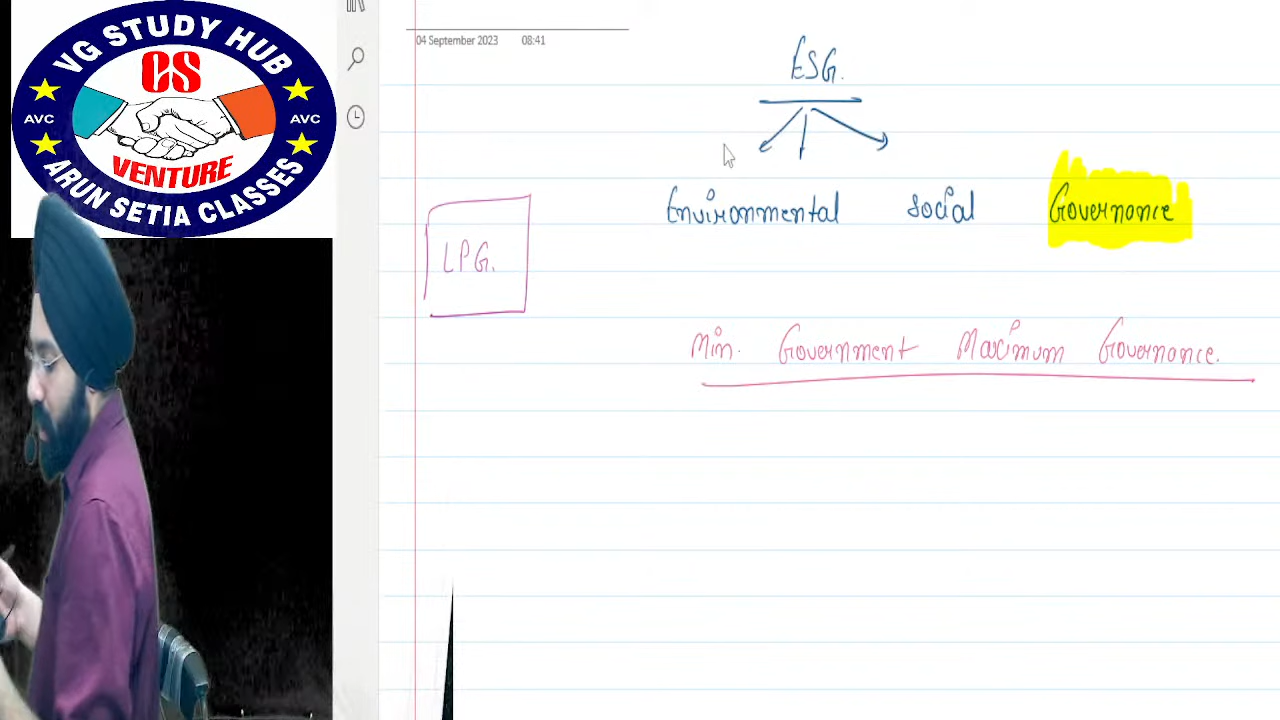 VG STUDY HUB
CS
AVC
AVC
VENTURE
ARUN SETIA CLASSES
04 September 2023 08:41
ESG.
Environmental Social Governance
LPG.
Min. Government Maximum Governance.